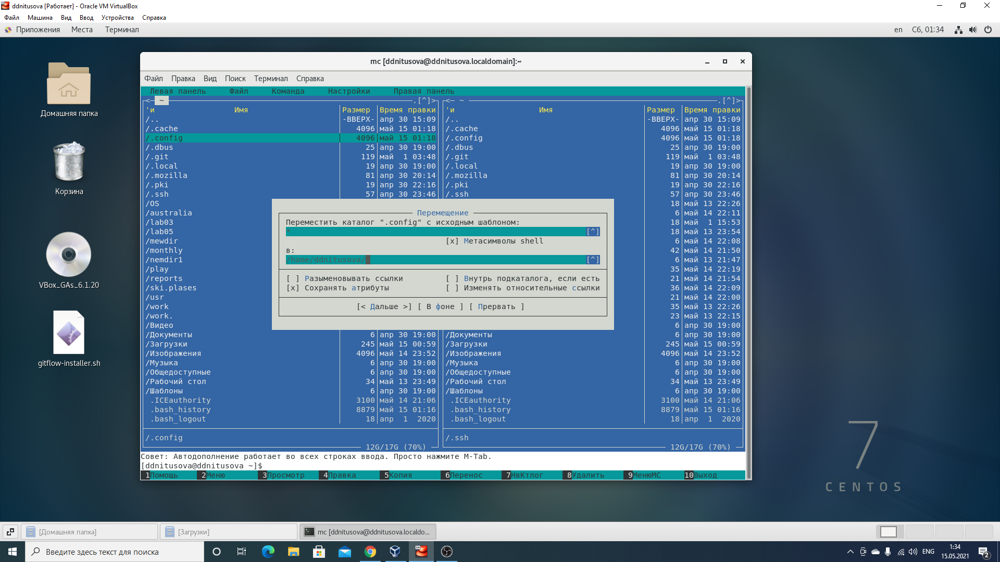 ddnitusova [Работает] - Oracle VM VirtualBox
Файл Машина Вид Ввод Устройства Справка
Приложения Места Терминал en Сб, 01:34
Домашняя папка
Корзина
VBox_GAs_6.1.20
gitflow-installer.sh
mc [ddnitusova@ddnitusova.localdomain]:~
Файл Правка Вид Поиск Терминал Справка
Левая панель Файл Команда Настройки Правая панель
<─ ~ .[^]> <─ ~ .[^]>
'и Имя Размер Время правки 'и Имя Размер Время правки
/.. -ВВЕРХ- апр 30 15:09 /.. -ВВЕРХ- апр 30 15:09
/.cache 4096 май 15 01:18 /.cache 4096 май 15 01:18
/.config 4096 май 15 01:18 /.config 4096 май 15 01:18
/.dbus 25 апр 30 19:00 /.dbus 25 апр 30 19:00
/.git 119 май 1 03:48 /.git 119 май 1 03:48
/.local 19 апр 30 19:00 /.local 19 апр 30 19:00
/.mozilla 81 апр 30 20:14 /.mozilla 81 апр 30 20:14
/.pki 19 апр 30 22:16 /.pki 19 апр 30 22:16
/.ssh 57 апр 30 23:46 /.ssh 57 апр 30 23:46
/OS 18 май 13 22:26
/australia 6 май 14 22:11
/lab03 18 май 1 15:53
/lab05 18 май 13 23:54
/mewdir 6 май 14 22:08
/monthly 42 май 14 21:50
/nemdir1 6 май 13 21:47
/play 35 май 14 22:19
/reports 21 май 14 21:54
/ski.plases 36 май 14 22:09
/usr 21 май 14 22:00
/work 35 май 13 22:26
/work. 23 май 13 22:15
/Видео 6 апр 30 19:00
/Документы 6 апр 30 19:00 /Документы 6 апр 30 19:00
/Загрузки 245 май 15 00:59 /Загрузки 245 май 15 00:59
/Изображения 4096 май 14 23:52 /Изображения 4096 май 14 23:52
/Музыка 6 апр 30 19:00 /Музыка 6 апр 30 19:00
/Общедоступные 6 апр 30 19:00 /Общедоступные 6 апр 30 19:00
/Рабочий стол 34 май 13 23:49 /Рабочий стол 34 май 13 23:49
/Шаблоны 6 апр 30 19:00 /Шаблоны 6 апр 30 19:00
.ICEauthority 3100 май 14 21:06 .ICEauthority 3100 май 14 21:06
.bash_history 8879 май 15 01:16 .bash_history 8879 май 15 01:16
.bash_logout 18 апр 1 2020 .bash_logout 18 апр 1 2020
/.config /.ssh
12G/17G (70%) 12G/17G (70%)
Перемещение
Переместить каталог ".config" с исходным шаблоном:
* [^]
[x] Метасимволы shell
в:
/home/ddnitusova/ [^]
[ ] Разыменовывать ссылки [ ] Внутрь подкаталога, если есть
[x] Сохранять атрибуты [ ] Изменять относительные ссылки
[< Дальше >] [ В фоне ] [ Прервать ]
Совет: Автодополнение работает во всех строках ввода. Просто нажмите M-Tab.
[ddnitusova@ddnitusova ~]$
1Помощь 2Меню 3Просмотр 4Правка 5Копия 6Перенос 7НвКтлог 8Удалить 9МенюMC 10Выход
7
CENTOS
[Домашняя папка] [Загрузки] mc [ddnitusova@ddnitusova.localdo...
Введите здесь текст для поиска ENG 1:34
15.05.2021 2